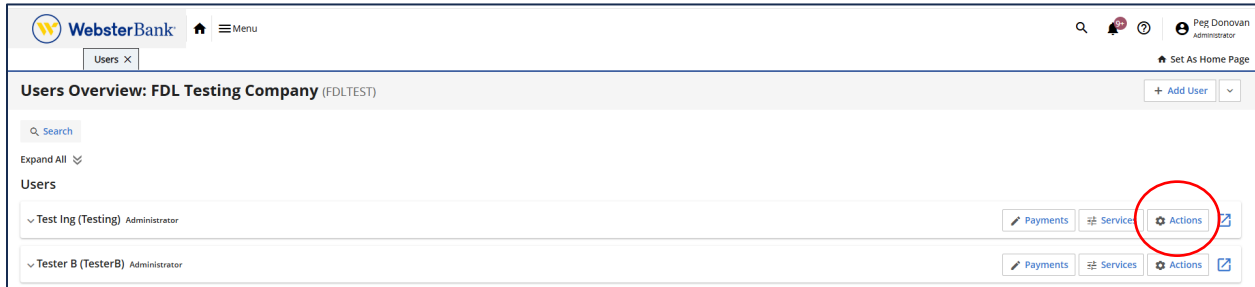 WebsterBank Menu 9+ Peg Donovan
Administrator
Users X Set As Home Page
Users Overview: FDL Testing Company (FDLTEST) + Add User
Search
Expand All
Users
Test Ing (Testing) Administrator Payments Services Actions
Tester B (TesterB) Administrator Payments Services Actions